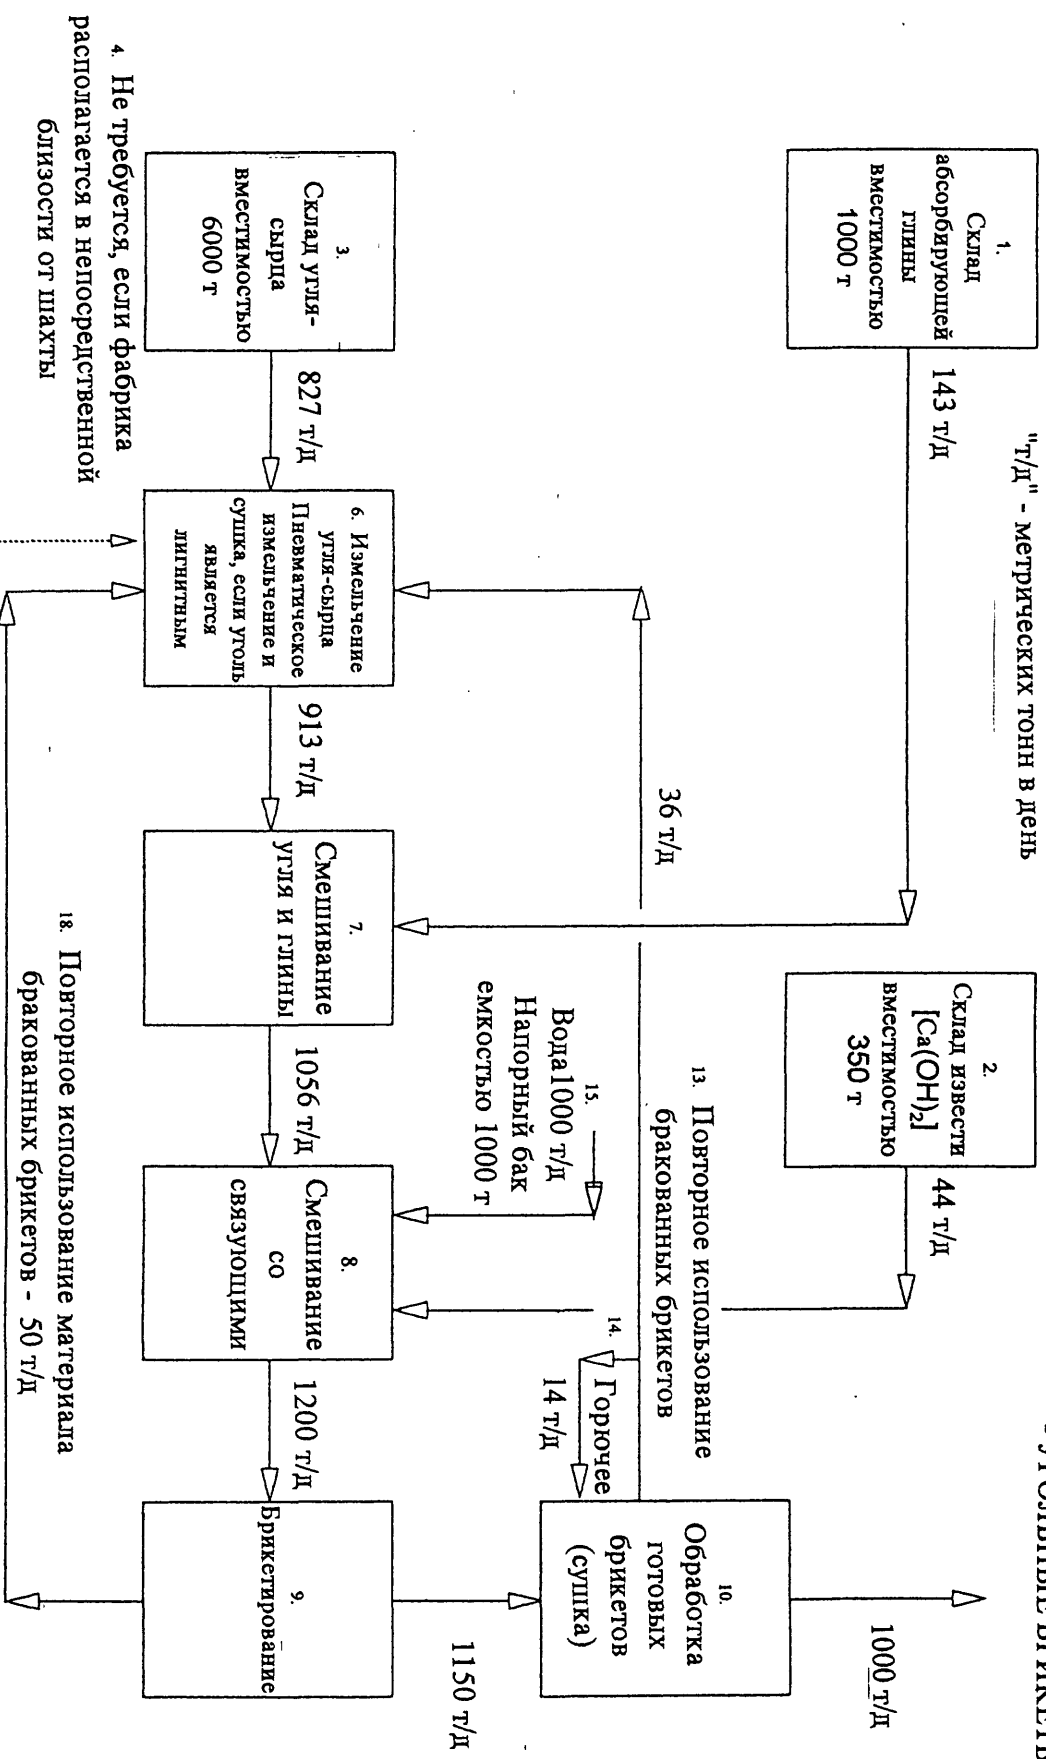 - УГОЛЬНЫЕ БРИКЕТЫ
"т/д" - метрических тонн в день
1.
Склад
абсорбирующей
глины
вместимостью
1000 т
143 т/д
2.
Склад извести
[Ca(OH)₂]
вместимостью
350 т
44 т/д
1000 т/д
36 т/д
13. Повторное использование
бракованных брикетов
14.
Горючее
14 т/д
10.
Обработка
готовых
брикетов
(сушка)
15.
Вода1000 т/д
Напорный бак
емкостью 1000 т
3.
Склад угля-
сырца
вместимостью
6000 т
827 т/д
6. Измельчение
угля-сырца
Пневматическое
измельчение и
сушка, если уголь
является
лигнитным
913 т/д
7.
Смешивание
угля и глины
1056 т/д
8.
Смешивание
со
связующими
1200 т/д
9.
Брикетирование
1150 т/д
4. Не требуется, если фабрика
располагается в непосредственной
близости от шахты
18. Повторное использование материала
бракованных брикетов - 50 т/д